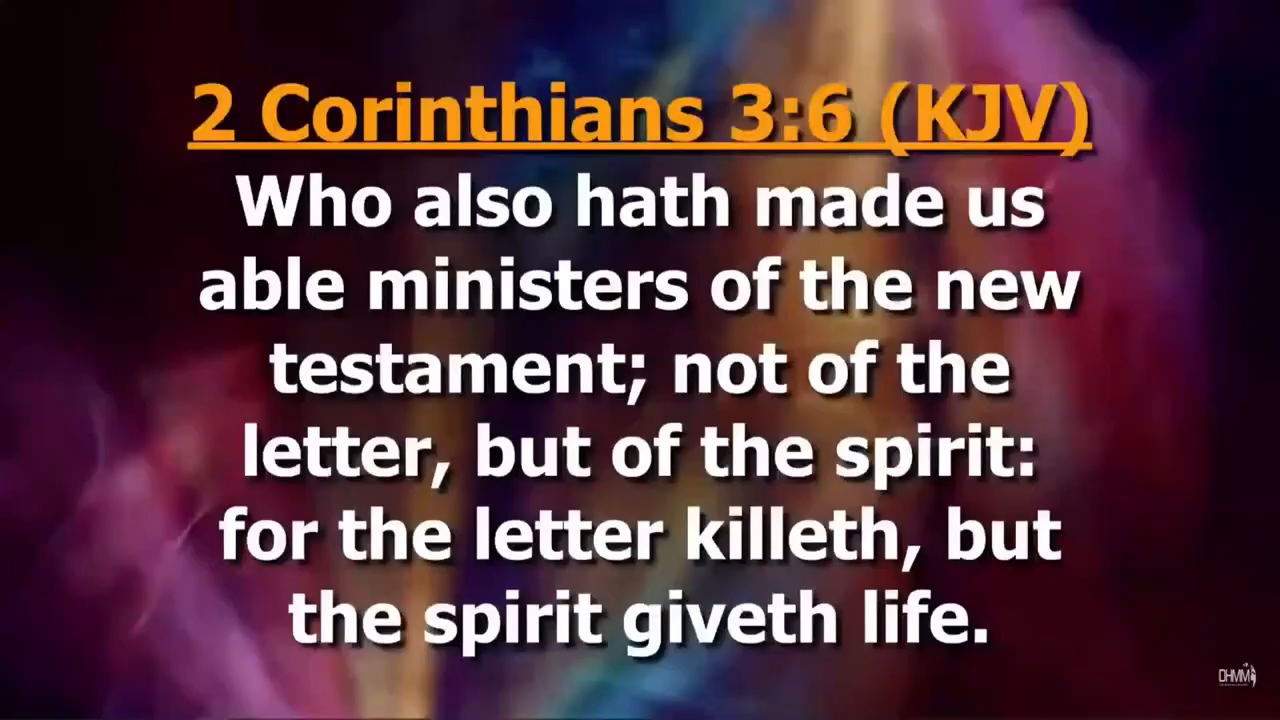 2 Corinthians 3:6 (KJV)
Who also hath made us
able ministers of the new
testament; not of the
letter, but of the spirit:
for the letter killeth, but
the spirit giveth life.
DHMM